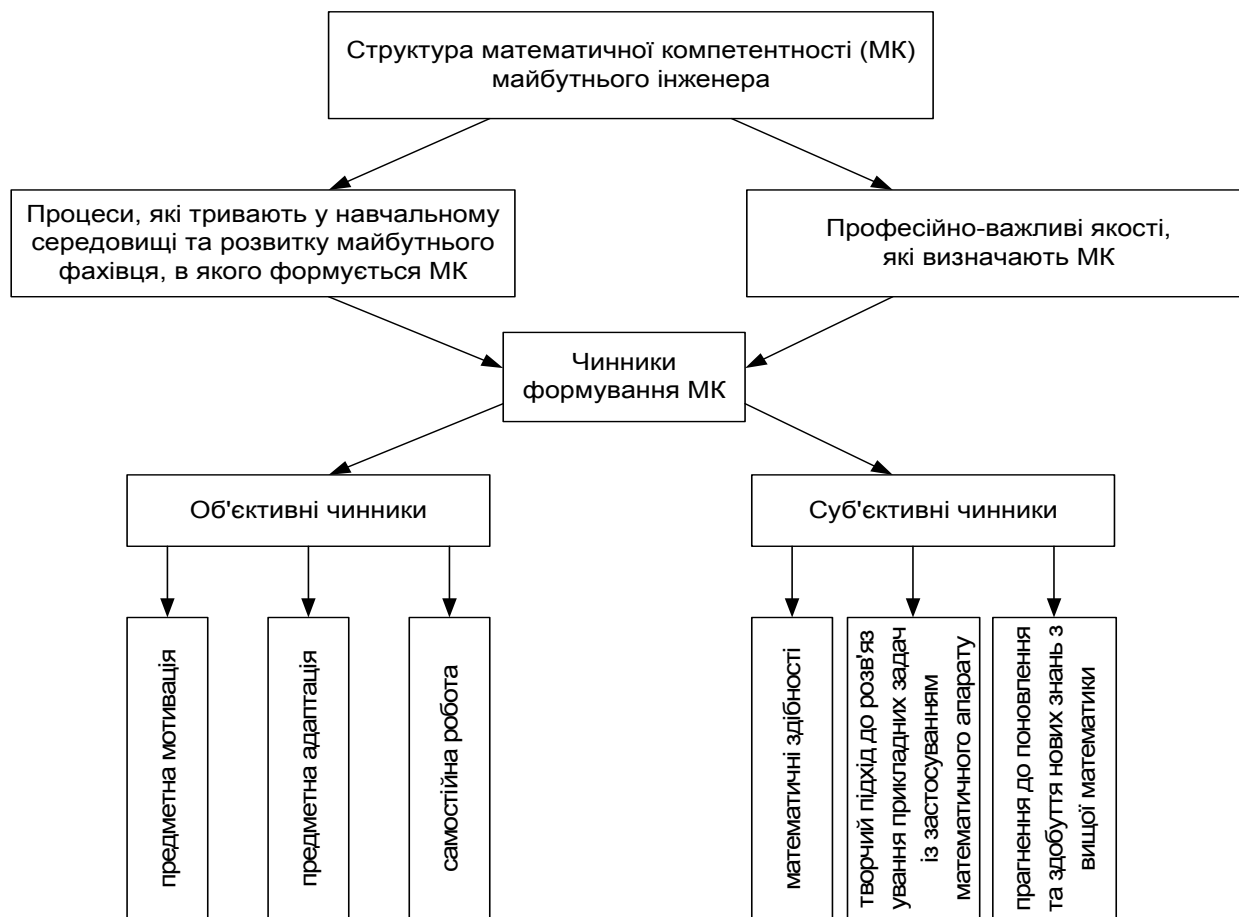 Структура математичної компетентності (МК)
майбутнього інженера
Процеси, які тривають у навчальному
середовищі та розвитку майбутнього
фахівця, в якого формується МК
Професійно-важливі якості,
які визначають МК
Чинники
формування МК
Об'єктивні чинники
Суб'єктивні чинники
предметна мотивація
предметна адаптація
самостійна робота
математичні здібності
творчий підхід до розв'яз
ування прикладних задач
із застосуванням
математичного апарату
прагнення до поновлення
та здобуття нових знань з
вищої математики